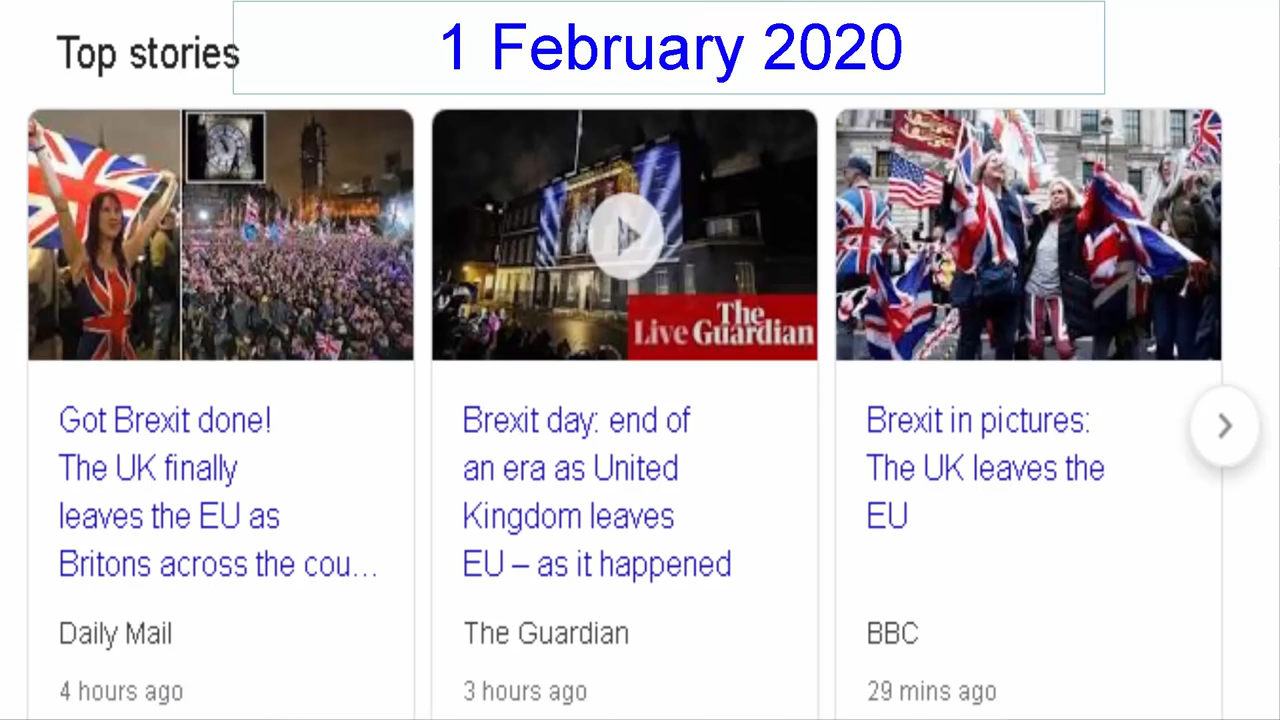 Top stories
1 February 2020
The
Live Guardian
Got Brexit done!
The UK finally
leaves the EU as
Britons across the cou...
Daily Mail
4 hours ago
Brexit day: end of
an era as United
Kingdom leaves
EU – as it happened
The Guardian
3 hours ago
Brexit in pictures:
The UK leaves the
EU
BBC
29 mins ago